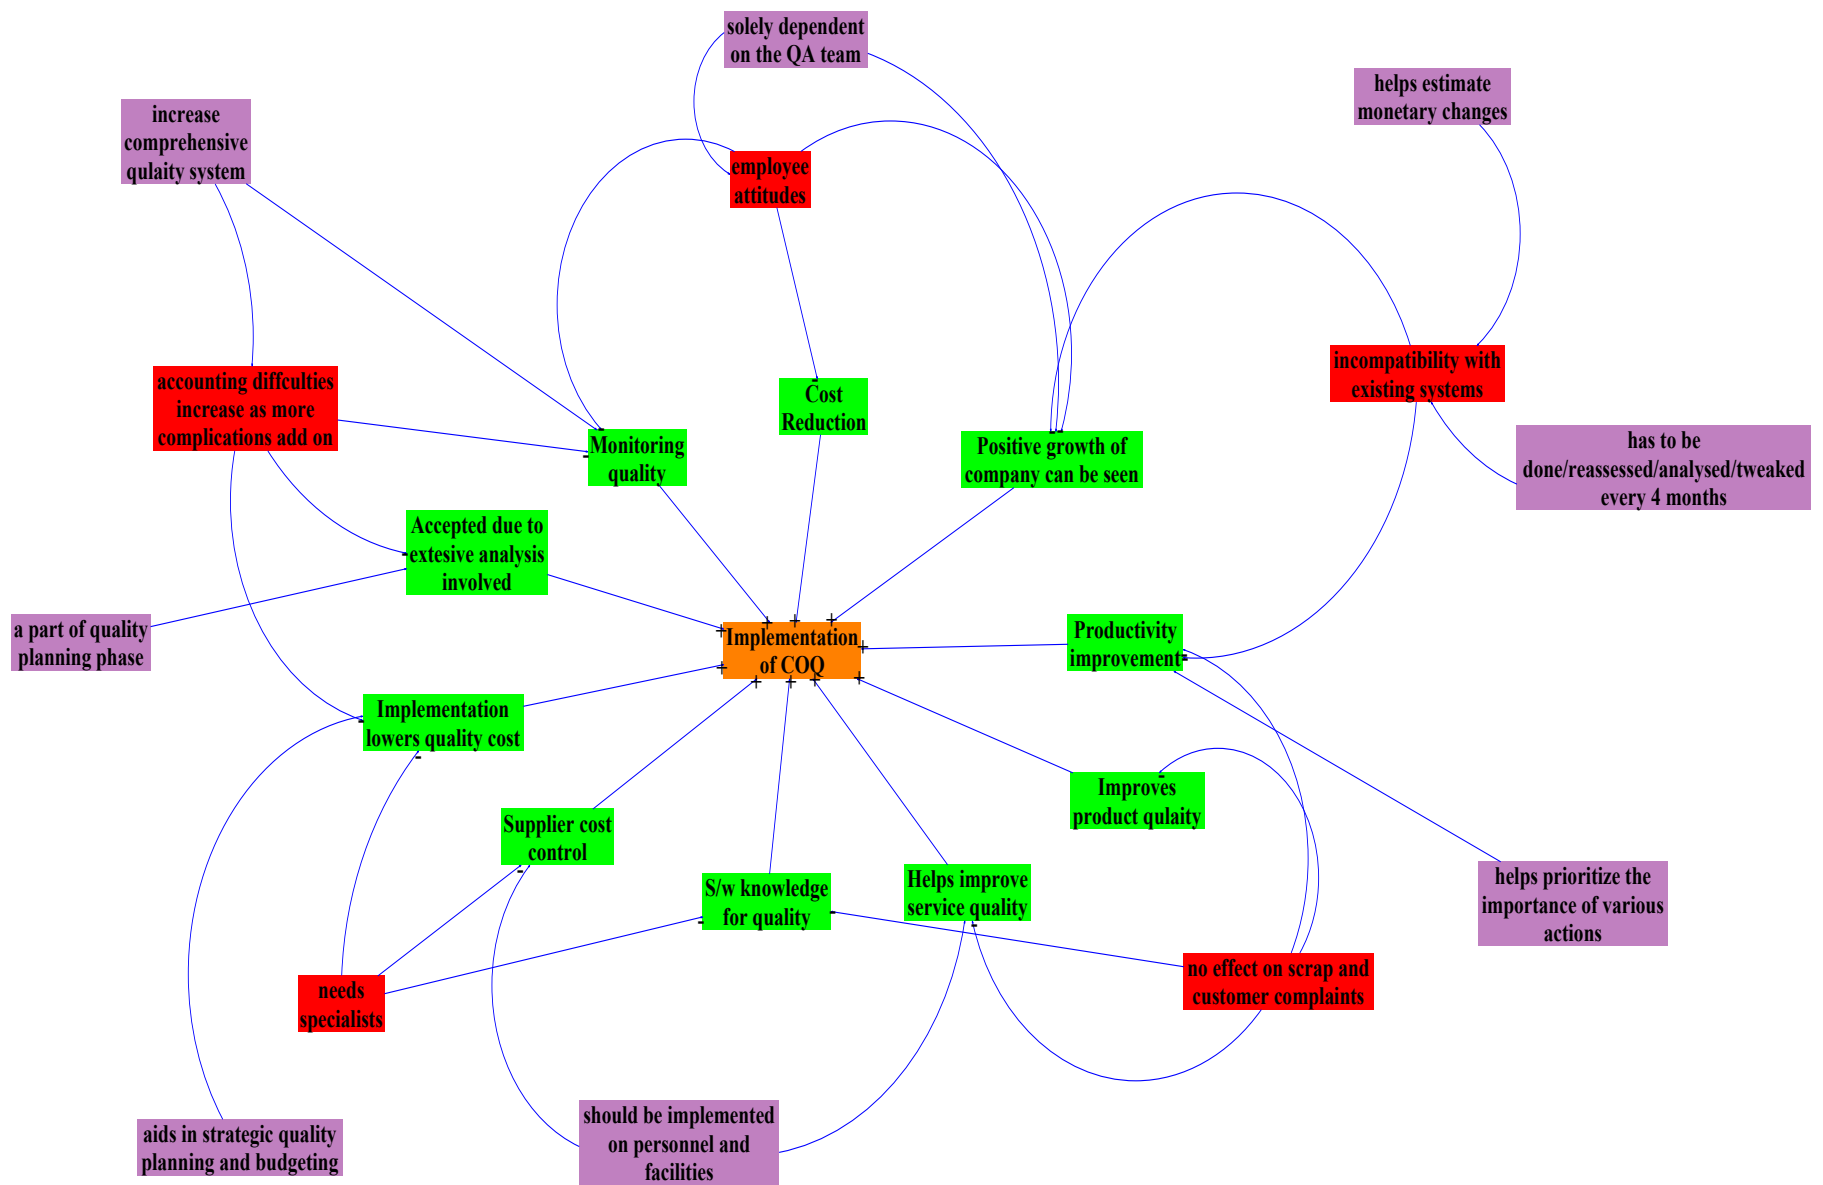 solely dependent
on the QA team
helps estimate
monetary changes
increase
comprehensive
qulaity system
employee
attitudes
incompatibility with
existing systems
accounting diffculties
increase as more
complications add on
Cost
Reduction
Monitoring
quality
Positive growth of
company can be seen
has to be
done/reassessed/analysed/tweaked
every 4 months
Accepted due to
extesive analysis
involved
a part of quality
planning phase
Implementation
of COQ
Productivity
improvement
Implementation
lowers quality cost
Improves
product qulaity
Supplier cost
control
S/w knowledge
for quality
Helps improve
service quality
helps prioritize the
importance of various
actions
needs
specialists
no effect on scrap and
customer complaints
aids in strategic quality
planning and budgeting
should be implemented
on personnel and
facilities